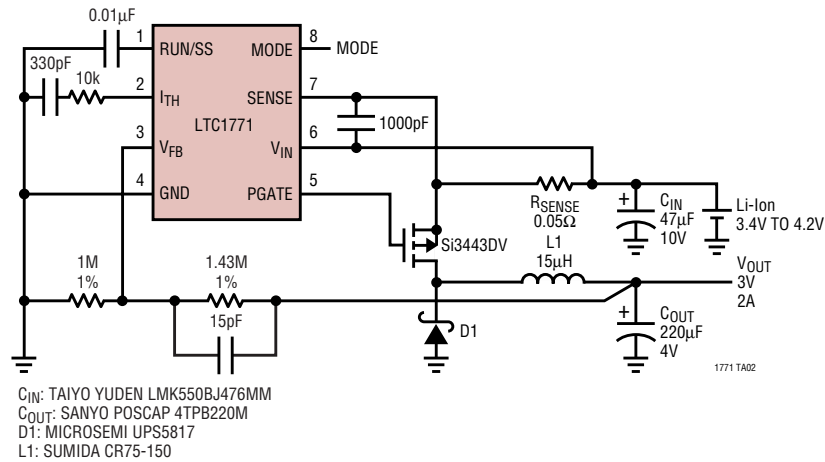 0.01µF
1
RUN/SS
MODE
8
MODE
330pF
10k
2
ITH
SENSE
7
LTC1771
1000pF
3
VFB
VIN
6
4
GND
PGATE
5
RSENSE
0.05Ω
CIN
47µF
10V
Li-Ion
3.4V TO 4.2V
Si3443DV
L1
15µH
1M
1%
1.43M
1%
15pF
VOUT
3V
2A
D1
COUT
220µF
4V
+
+
1771 TA02
CIN: TAIYO YUDEN LMK550BJ476MM
COUT: SANYO POSCAP 4TPB220M
D1: MICROSEMI UPS5817
L1: SUMIDA CR75-150